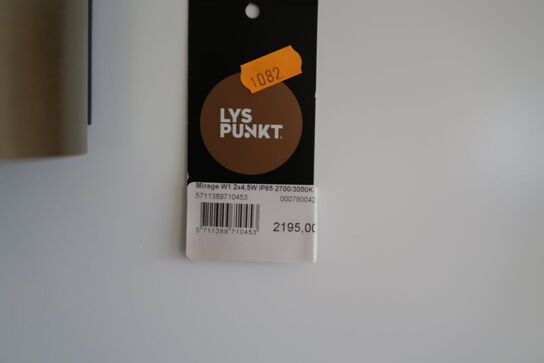 1082
LYS
PUNKT.
Mirage W1 2x4,5W IP65 2700/3000K
5711389710453 000790042
5 711389 710453
2195,00